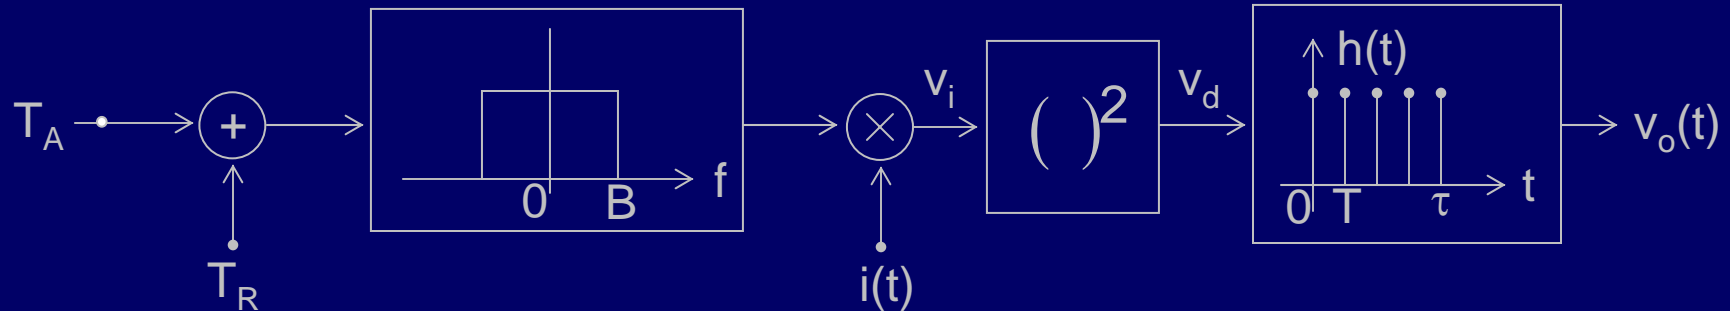 T_A
+
T_R
0
B
f
×
i(t)
v_i
( )²
v_d
h(t)
0
T
τ
t
v_o(t)